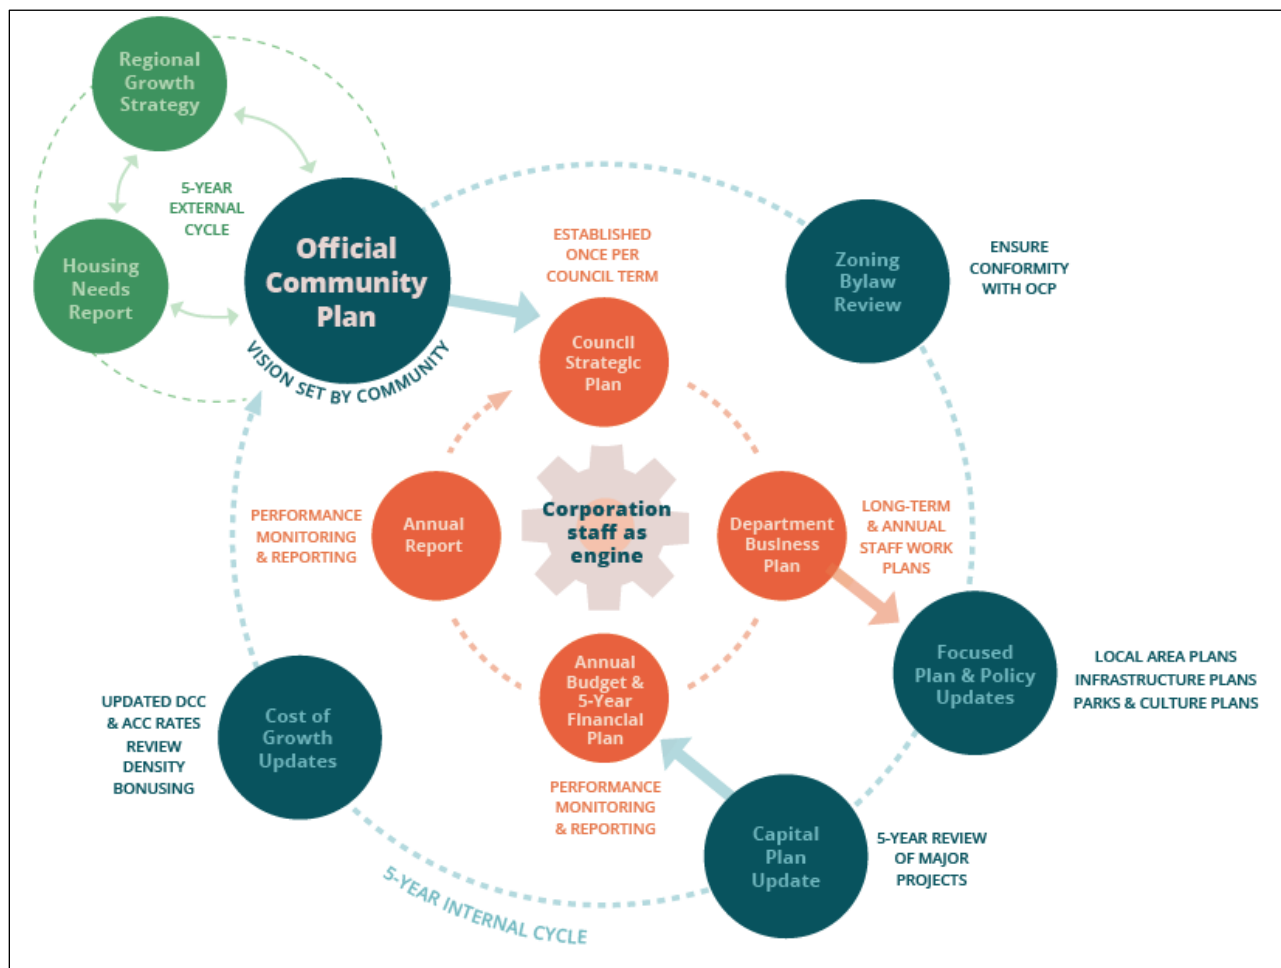 Regional
Growth
Strategy
5-YEAR
EXTERNAL
CYCLE
Housing
Needs
Report
Official
Community
Plan
VISION SET BY COMMUNITY
ESTABLISHED
ONCE PER
COUNCIL TERM
Council
Strategic
Plan
Zoning
Bylaw
Review
ENSURE
CONFORMITY
WITH OCP
PERFORMANCE
MONITORING
& REPORTING
Annual
Report
Corporation
staff as
engine
Department
Business
Plan
LONG-TERM
& ANNUAL
STAFF WORK
PLANS
Focused
Plan & Policy
Updates
LOCAL AREA PLANS
INFRASTRUCTURE PLANS
PARKS & CULTURE PLANS
Annual
Budget &
5-Year
Financial
Plan
PERFORMANCE
MONITORING
& REPORTING
UPDATED DCC
& ACC RATES
REVIEW
DENSITY
BONUSING
Cost of
Growth
Updates
Capital
Plan
Update
5-YEAR REVIEW
OF MAJOR
PROJECTS
5-YEAR INTERNAL CYCLE